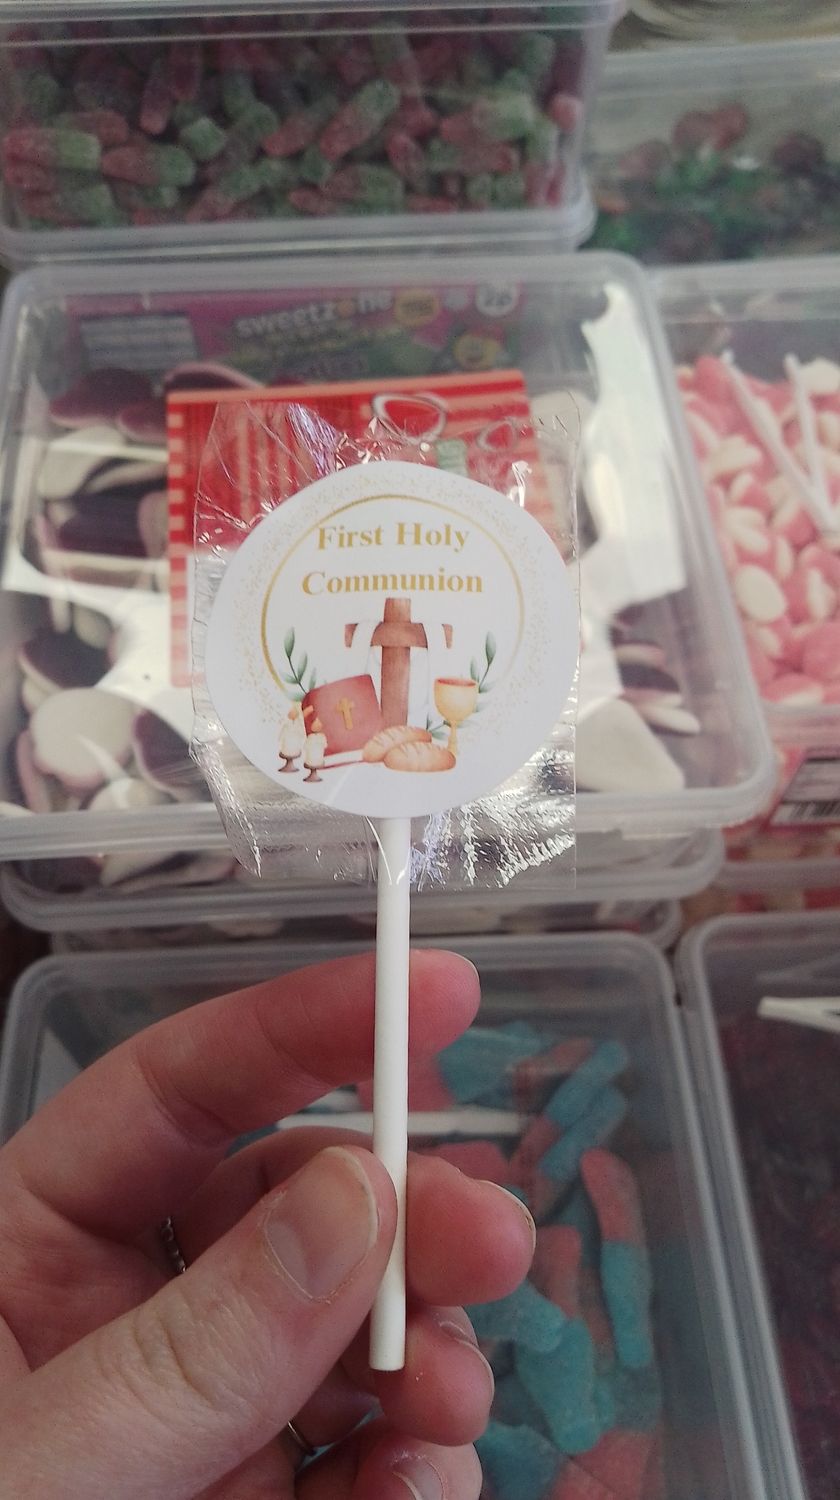 sweetzone
First Holy
Communion